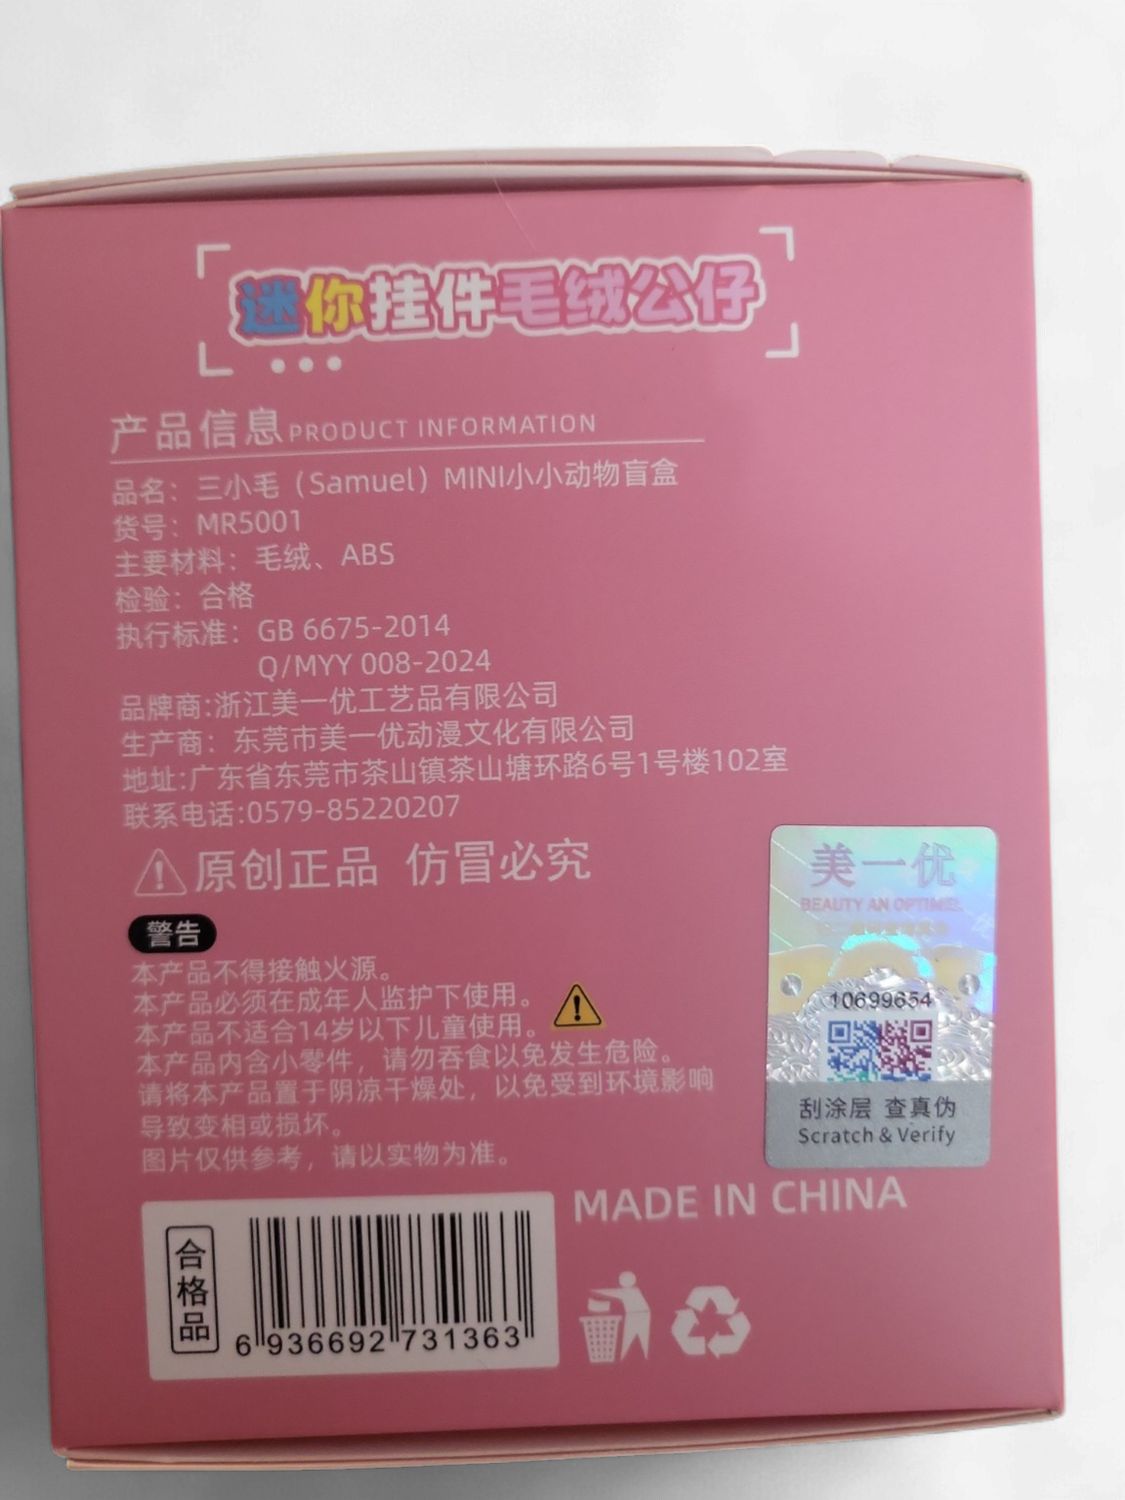 迷你挂件毛绒公仔
产品信息PRODUCT INFORMATION
品名：三小毛（Samuel）MINI小小动物盲盒
货号：MR5001
主要材料：毛绒、ABS
检验：合格
执行标准：GB 6675-2014
Q/MYY 008-2024
品牌商:浙江美一优工艺品有限公司
生产商：东莞市美一优动漫文化有限公司
地址:广东省东莞市茶山镇茶山塘环路6号1号楼102室
联系电话:0579-85220207
原创正品 仿冒必究
警告
本产品不得接触火源。
本产品必须在成年人监护下使用。
本产品不适合14岁以下儿童使用。
本产品内含小零件，请勿吞食以免发生危险。
请将本产品置于阴凉干燥处，以免受到环境影响
导致变相或损坏。
图片仅供参考，请以实物为准。
美一优
BEAUTY AN OPTIMEL
10699654
刮涂层 查真伪
Scratch & Verify
MADE IN CHINA
合格品
6 936692 731363